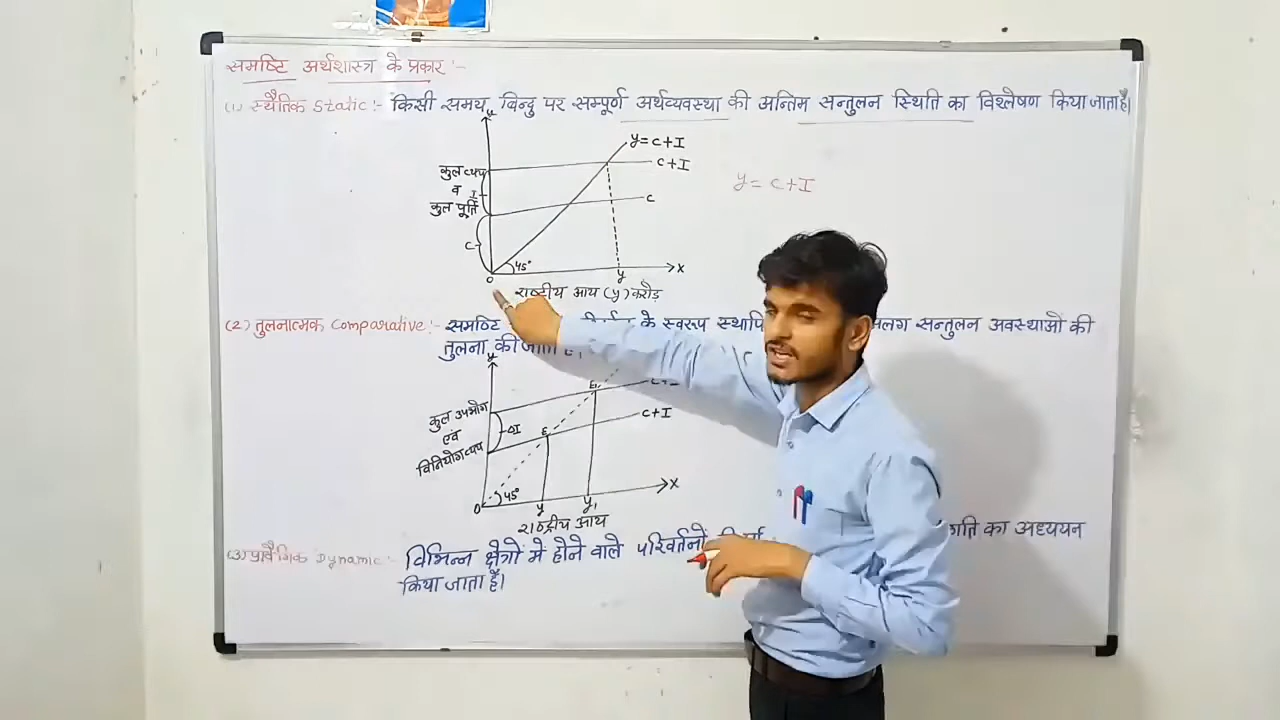 समष्टि अर्थशास्त्र के प्रकार :-
(1) स्थैतिक Static :- किसी समय बिन्दु पर सम्पूर्ण अर्थव्यवस्था की अन्तिम सन्तुलन स्थिति का विश्लेषण किया जाता है।
y
y = C+I
कुल व्यय C+I
व I
y = C+I
कुल पूर्ति C
C
45°
O y X
राष्ट्रीय आय (y) करोड़
(2) तुलनात्मक Comparative :- समष्टि के स्वरूप सन्तुलन अवस्थाओं की
तुलना की जाती
y
E₁
कुल उपभोग C+I
एवं ΔI E
विनियोग व्यय
45°
O y y₁ X
राष्ट्रीय आय
(3) प्रावैगिक Dynamic :- विभिन्न क्षेत्रों मे होने वाले परिवर्तनों का अध्ययन
किया जाता है।